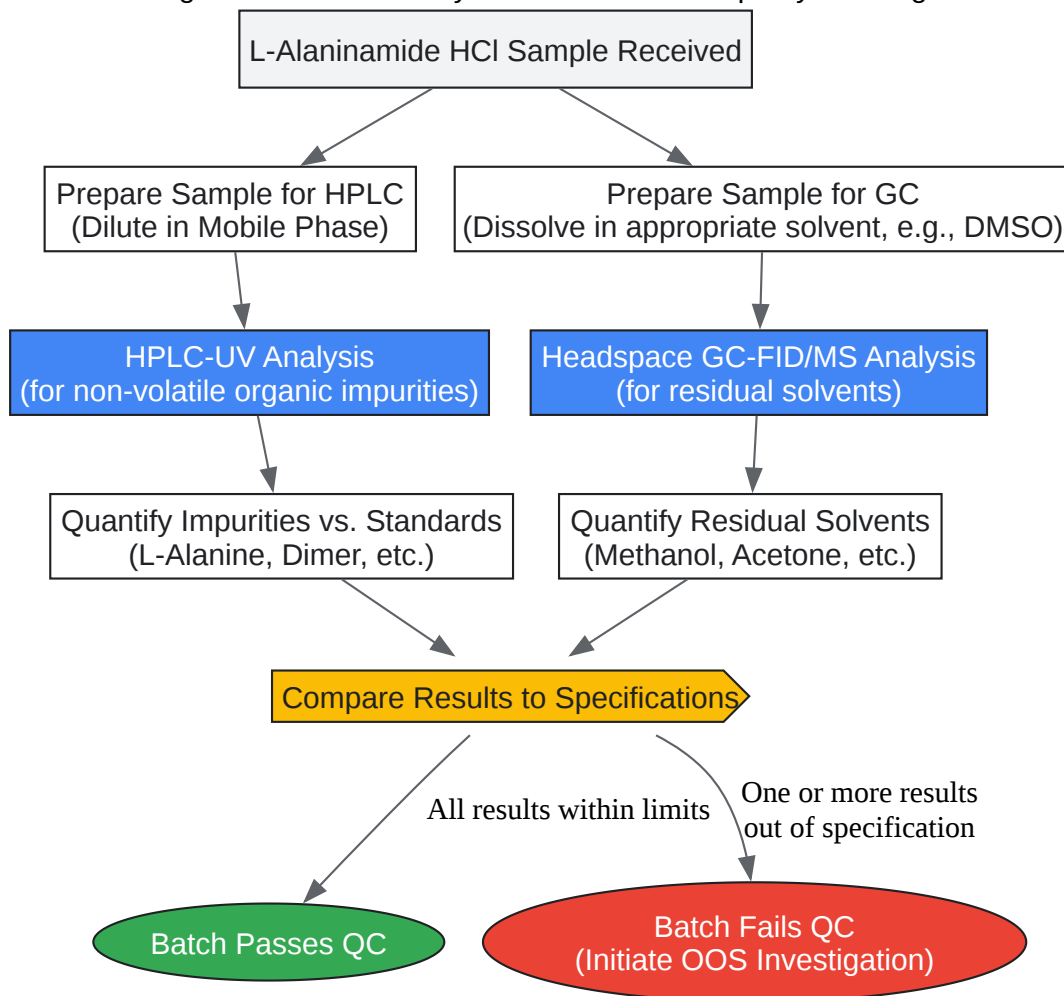 L-Alaninamide HCl Sample Received
Prepare Sample for HPLC
(Dilute in Mobile Phase)
Prepare Sample for GC
(Dissolve in appropriate solvent, e.g., DMSO)
HPLC-UV Analysis
(for non-volatile organic impurities)
Headspace GC-FID/MS Analysis
(for residual solvents)
Quantify Impurities vs. Standards
(L-Alanine, Dimer, etc.)
Quantify Residual Solvents
(Methanol, Acetone, etc.)
Compare Results to Specifications
All results within limits
One or more results
out of specification
Batch Passes QC
Batch Fails QC
(Initiate OOS Investigation)